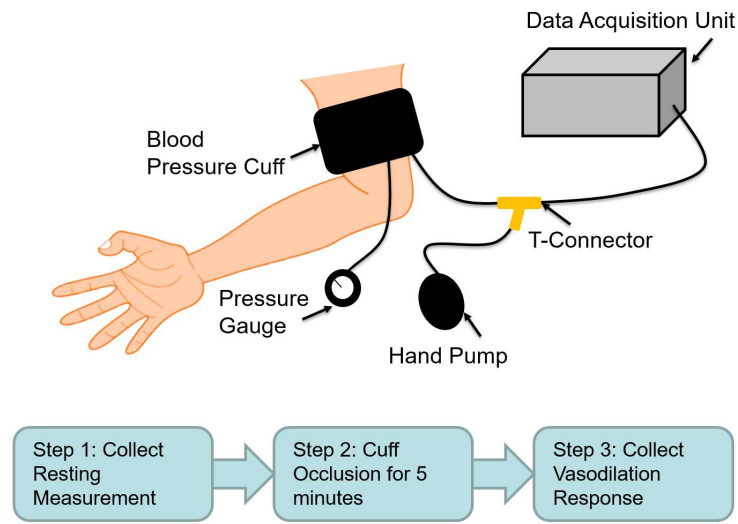 Data Acquisition Unit
Blood
Pressure Cuff
T-Connector
Pressure
Gauge
Hand Pump
Step 1: Collect
Resting
Measurement
Step 2: Cuff
Occlusion for 5
minutes
Step 3: Collect
Vasodilation
Response